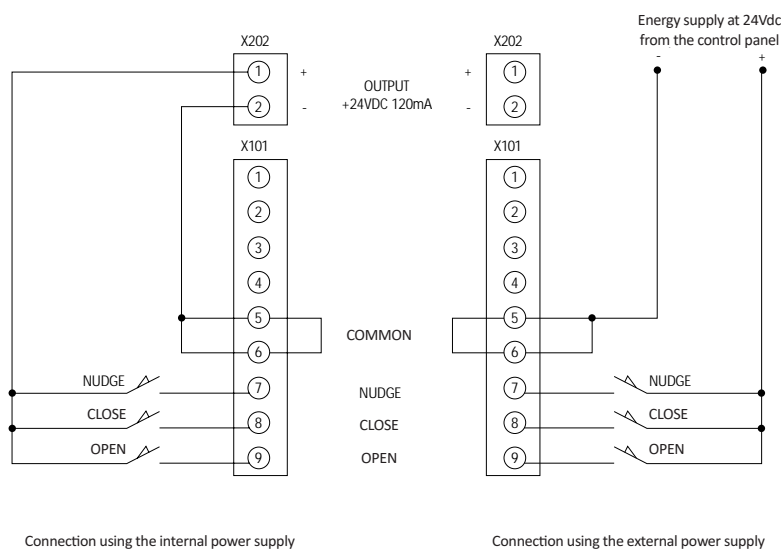 Energy supply at 24Vdc
from the control panel
- +
X202
1
+
2
-
OUTPUT
+24VDC 120mA
X202
+
1
-
2
X101
1
2
3
4
5
6
7
8
9
COMMON
NUDGE
CLOSE
OPEN
X101
1
2
3
4
5
6
7
8
9
NUDGE
CLOSE
OPEN
NUDGE
CLOSE
OPEN
Connection using the internal power supply
Connection using the external power supply